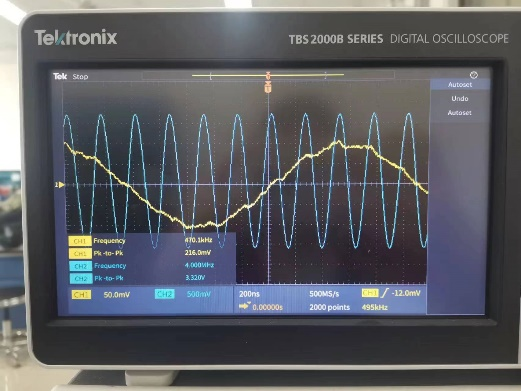 Tektronix
TBS 2000B SERIES DIGITAL OSCILLOSCOPE
Tek Stop
Autoset
Undo
Autoset
CH1 Frequency 470.1kHz
CH1 Pk-to-Pk 216.0mV
CH2 Frequency 4.000MHz
CH2 Pk-to-Pk 3.320V
CH1 50.0mV CH2 500mV 200ns 500MS/s CH1 -12.0mV
0.00000s 2000 points 495kHz